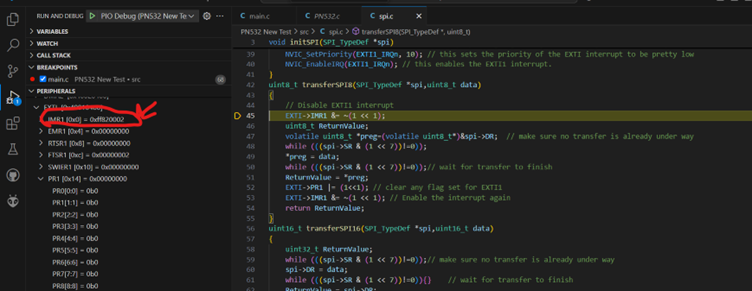 RUN AND DEBUG
PIO Debug (PN532 New Te
main.c
PN532.c
spi.c
VARIABLES
WATCH
CALL STACK
BREAKPOINTS
main.c PN532 New Test • src
PERIPHERALS
IMR1 [0x0] = 0xff820002
EMR1 [0x4] = 0x00000000
RTSR1 [0x8] = 0x00000000
FTSR1 [0xc] = 0x00000002
SWIER1 [0x10] = 0x00000000
PR1 [0x14] = 0x00000000
PR0[0:0] = 0b0
PR1[1:1] = 0b0
PR2[2:2] = 0b0
PR3[3:3] = 0b0
PR4[4:4] = 0b0
PR5[5:5] = 0b0
PR6[6:6] = 0b0
PR7[7:7] = 0b0
PR8[8:8] = 0b0
PN532 New Test > src > spi.c > transferSPI8(SPI_TypeDef *, uint8_t)
3 void initSPI(SPI_TypeDef *spi)
39 NVIC_SetPriority(EXTI1_IRQn, 10); // this sets the priority of the EXTI interrupt to be pretty low
40 NVIC_EnableIRQ(EXTI1_IRQn); // this enables the EXTI interrupt.
41 }
42 uint8_t transferSPI8(SPI_TypeDef *spi,uint8_t data)
43 {
44 // Disable EXTI1 interrupt
45 EXTI->IMR1 &= ~(1 << 1);
46 uint8_t ReturnValue;
47 volatile uint8_t *preg=(volatile uint8_t*)&spi->DR; // make sure no transfer is already under way
48 while (((spi->SR & (1 << 7))!=0));
49 *preg = data;
50 while (((spi->SR & (1 << 7))!=0));// wait for transfer to finish
51 ReturnValue = *preg;
52 EXTI->PR1 |= (1<<1); // clear any flag set for EXTI1
53 EXTI->IMR1 &= ~(1 << 1); // Enable the interrupt again
54 return ReturnValue;
55 }
56 uint16_t transferSPI16(SPI_TypeDef *spi,uint16_t data)
57 {
58 uint32_t ReturnValue;
59 while (((spi->SR & (1 << 7))!=0));// make sure no transfer is already under way
60 spi->DR = data;
61 while (((spi->SR & (1 << 7))!=0)){} // wait for transfer to finish
62 ReturnValue = spi->DR;